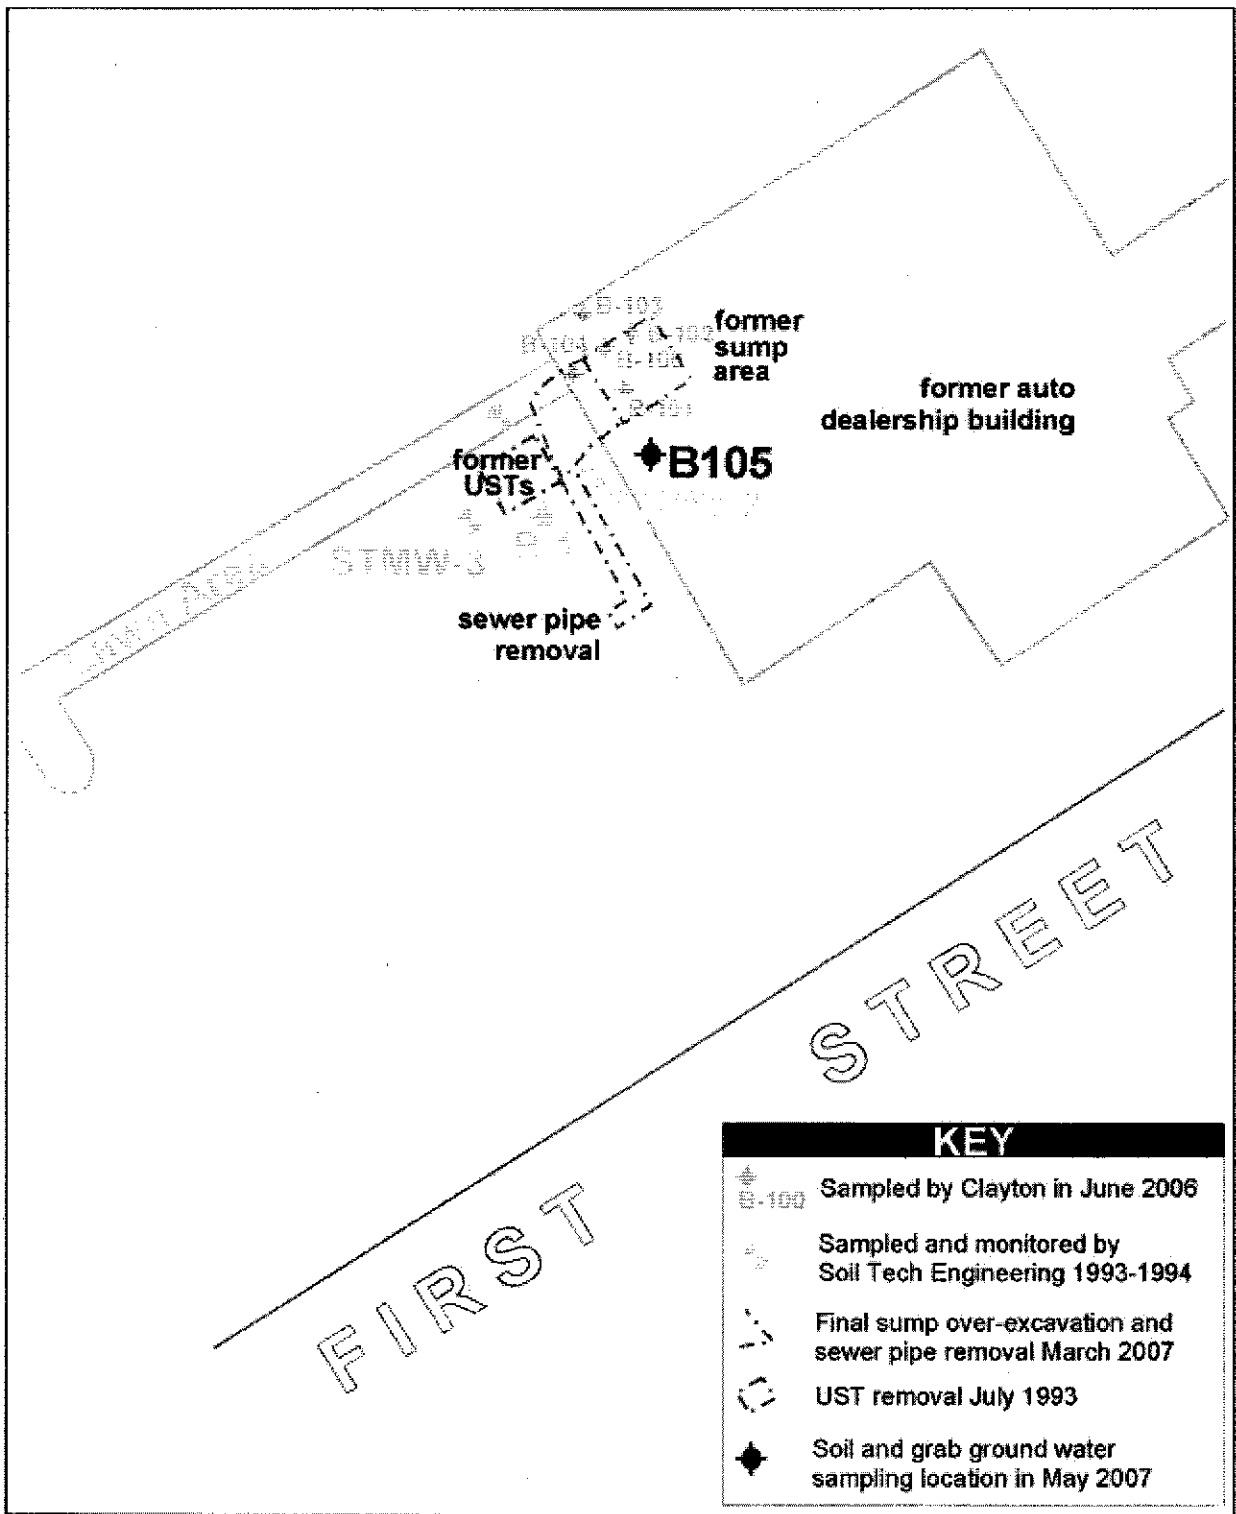 B-103
B-102
former
sump
area
B-101
former auto
dealership building
B105
former
USTs
STMW-3
sewer pipe
removal
FIRST STREET
KEY
B-100 Sampled by Clayton in June 2006
Sampled and monitored by
Soil Tech Engineering 1993-1994
Final sump over-excavation and
sewer pipe removal March 2007
UST removal July 1993
Soil and grab ground water
sampling location in May 2007